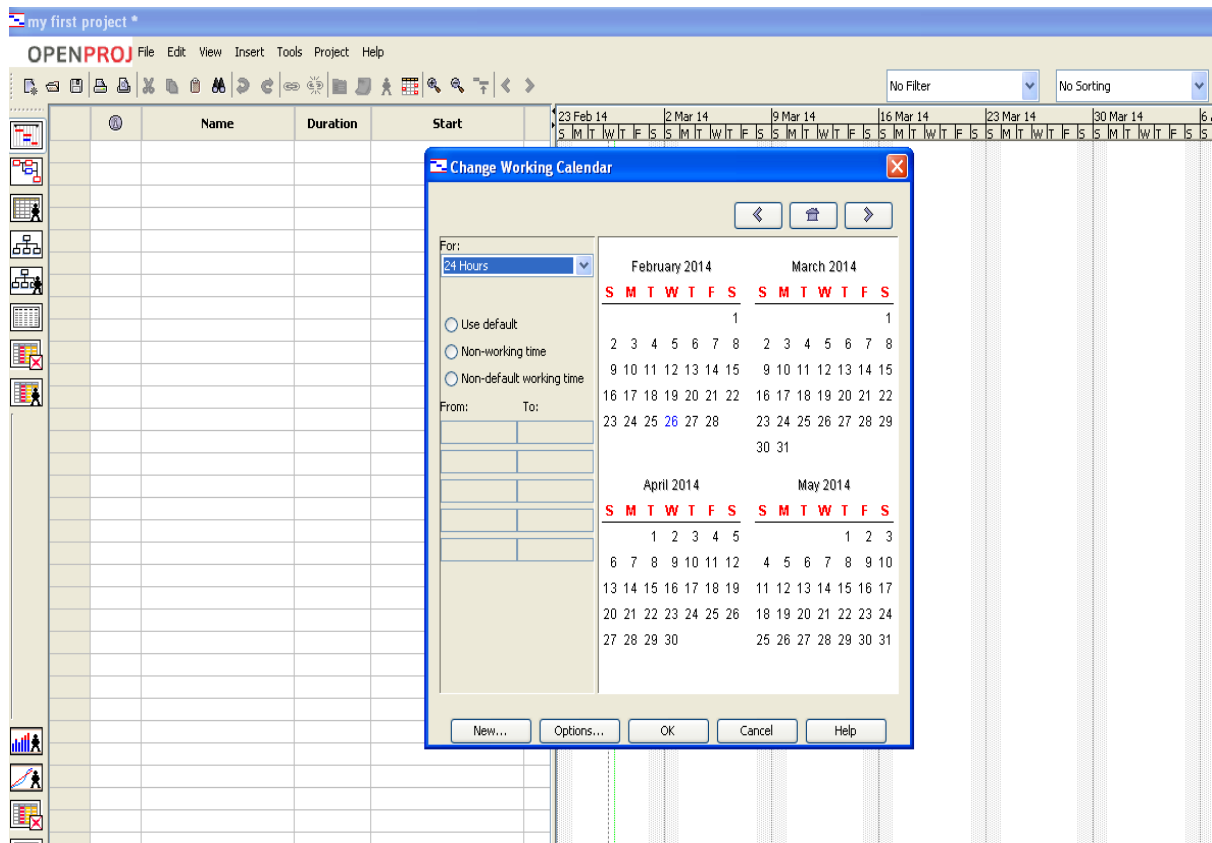 my first project *
OPENPROJ File Edit View Insert Tools Project Help
No Filter No Sorting
Name Duration Start
23 Feb 14 2 Mar 14 9 Mar 14 16 Mar 14 23 Mar 14 30 Mar 14 6
S M T W T F S S M T W T F S S M T W T F S S M T W T F S S M T W T F S S M T W T F S S
Change Working Calendar
For:
24 Hours
Use default
Non-working time
Non-default working time
From: To:
February 2014
S M T W T F S
1
2 3 4 5 6 7 8
9 10 11 12 13 14 15
16 17 18 19 20 21 22
23 24 25 26 27 28
March 2014
S M T W T F S
1
2 3 4 5 6 7 8
9 10 11 12 13 14 15
16 17 18 19 20 21 22
23 24 25 26 27 28 29
30 31
April 2014
S M T W T F S
1 2 3 4 5
6 7 8 9 10 11 12
13 14 15 16 17 18 19
20 21 22 23 24 25 26
27 28 29 30
May 2014
S M T W T F S
1 2 3
4 5 6 7 8 9 10
11 12 13 14 15 16 17
18 19 20 21 22 23 24
25 26 27 28 29 30 31
New... Options... OK Cancel Help